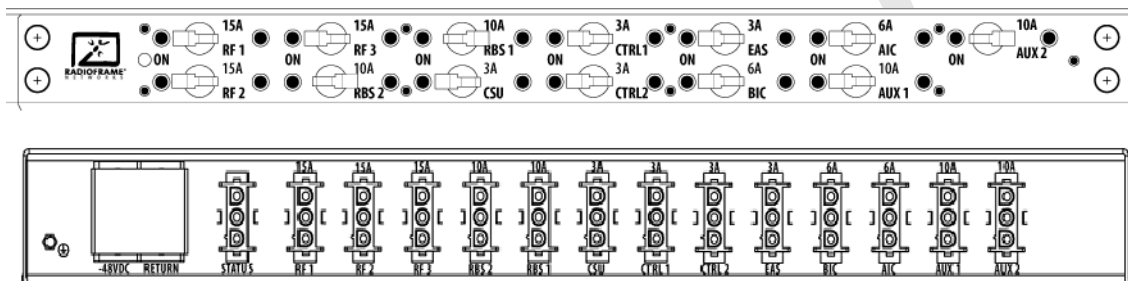 15A 15A 10A 3A 3A 6A 10A
RF 1 RF 3 RBS 1 CTRL1 EAS AIC AUX 2
ON ON ON ON ON ON ON
RADIOFRAME
NETWORKS
15A 10A 3A 3A 6A 10A
RF 2 RBS 2 CSU CTRL2 BIC AUX 1
15A 15A 15A 10A 10A 3A 3A 3A 3A 6A 6A 10A 10A
-48VDC RETURN STATUS RF 1 RF 2 RF 3 RBS 2 RBS 1 CSU CTRL 1 CTRL 2 EAS BIC AIC AUX 1 AUX 2